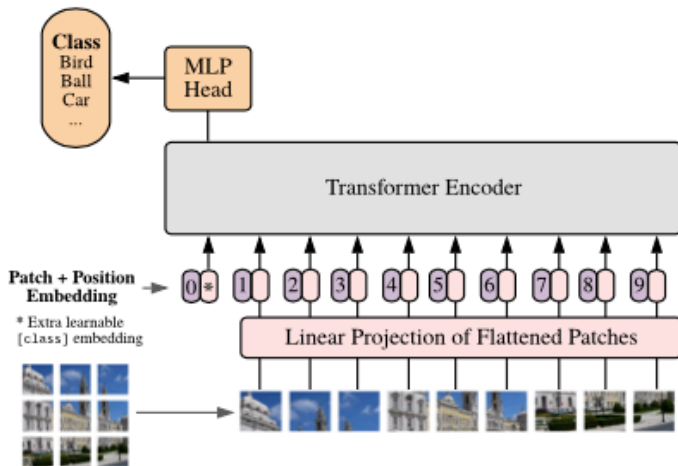 Class
Bird
Ball
Car
...
MLP
Head
Transformer Encoder
Patch + Position
Embedding
0 * 1 2 3 4 5 6 7 8 9
* Extra learnable
[class] embedding
Linear Projection of Flattened Patches